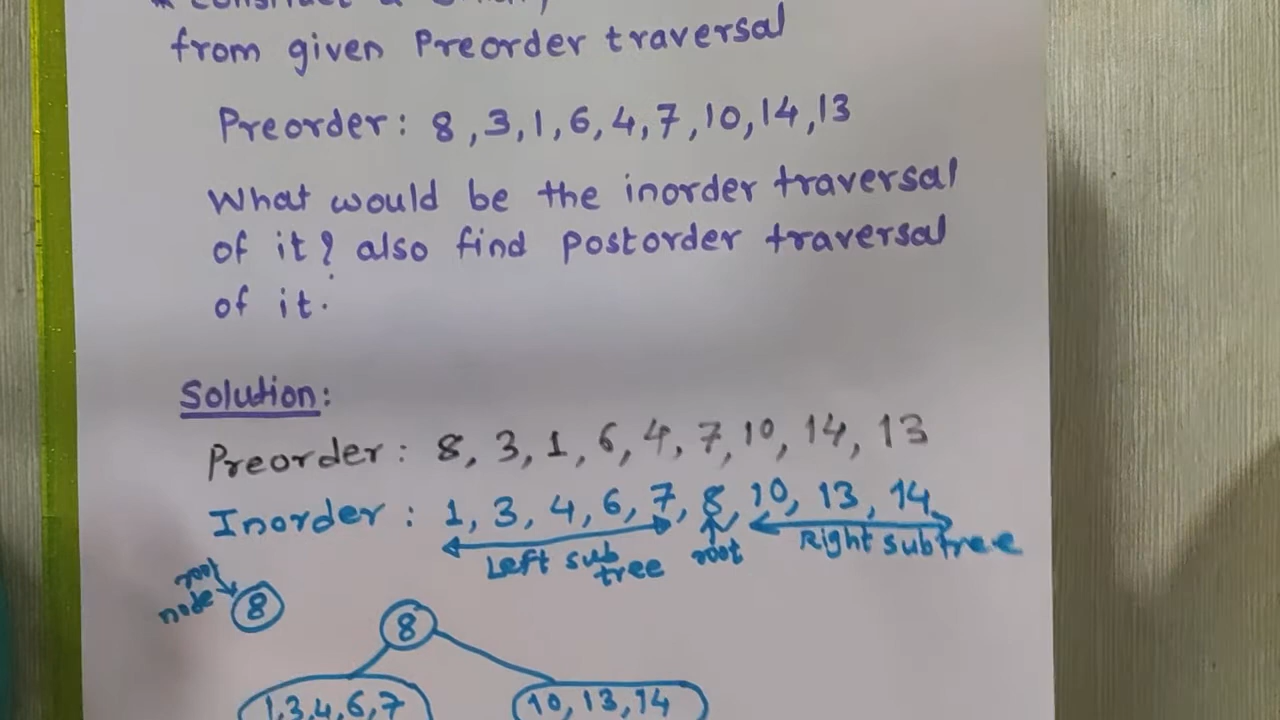 from given Preorder traversal
Preorder: 8,3,1,6,4,7,10,14,13
What would be the inorder traversal
of it? also find postorder traversal
of it.
Solution:
Preorder: 8, 3, 1, 6, 4, 7, 10, 14, 13
Inorder: 1, 3, 4, 6, 7, 8, 10, 13, 14
Left sub tree
root
Right subtree
root node
8
8
1,3,4,6,7
10, 13, 14